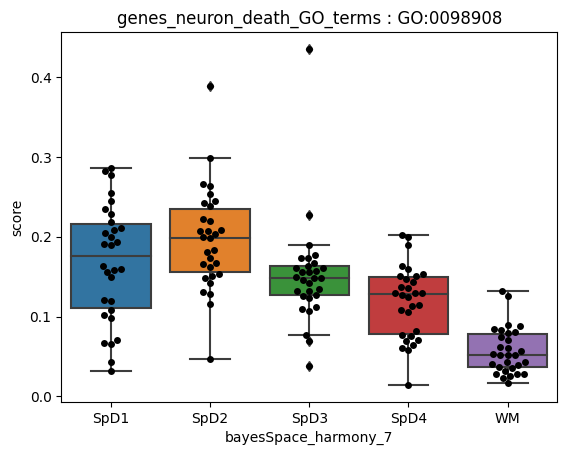 genes_neuron_death_GO_terms : GO:0098908
score
0.4
0.3
0.2
0.1
0.0
SpD1 SpD2 SpD3 SpD4 WM
bayesSpace_harmony_7